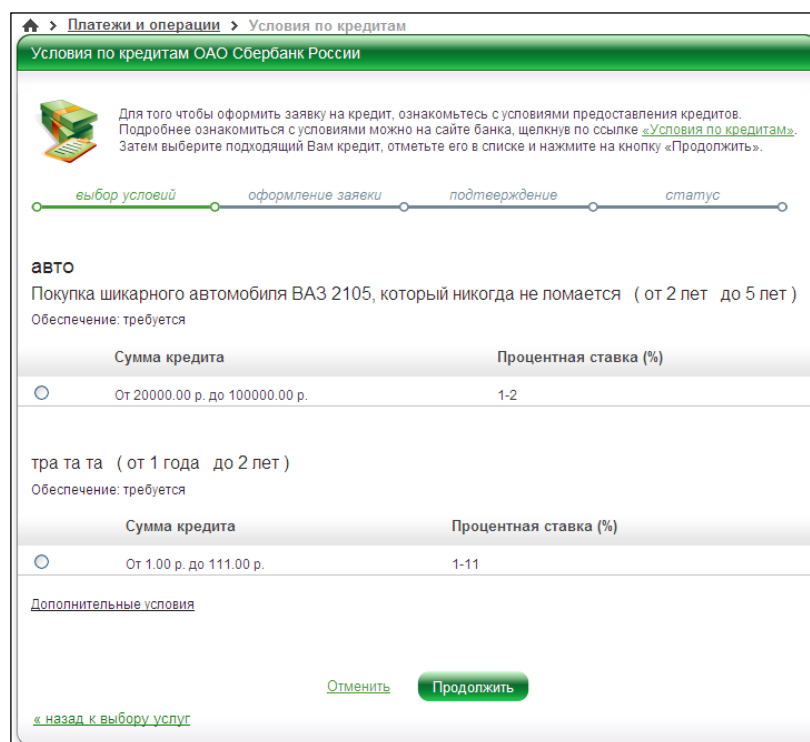 Платежи и операции > Условия по кредитам
Условия по кредитам ОАО Сбербанк России
Для того чтобы оформить заявку на кредит, ознакомьтесь с условиями предоставления кредитов.
Подробнее ознакомиться с условиями можно на сайте банка, щелкнув по ссылке «Условия по кредитам».
Затем выберите подходящий Вам кредит, отметьте его в списке и нажмите на кнопку «Продолжить».
выбор условий оформление заявки подтверждение статус
авто
Покупка шикарного автомобиля ВАЗ 2105, который никогда не ломается ( от 2 лет до 5 лет )
Обеспечение: требуется
Сумма кредита Процентная ставка (%)
От 20000.00 р. до 100000.00 р. 1-2
тра та та ( от 1 года до 2 лет )
Обеспечение: требуется
Сумма кредита Процентная ставка (%)
От 1.00 р. до 111.00 р. 1-11
Дополнительные условия
Отменить Продолжить
« назад к выбору услуг